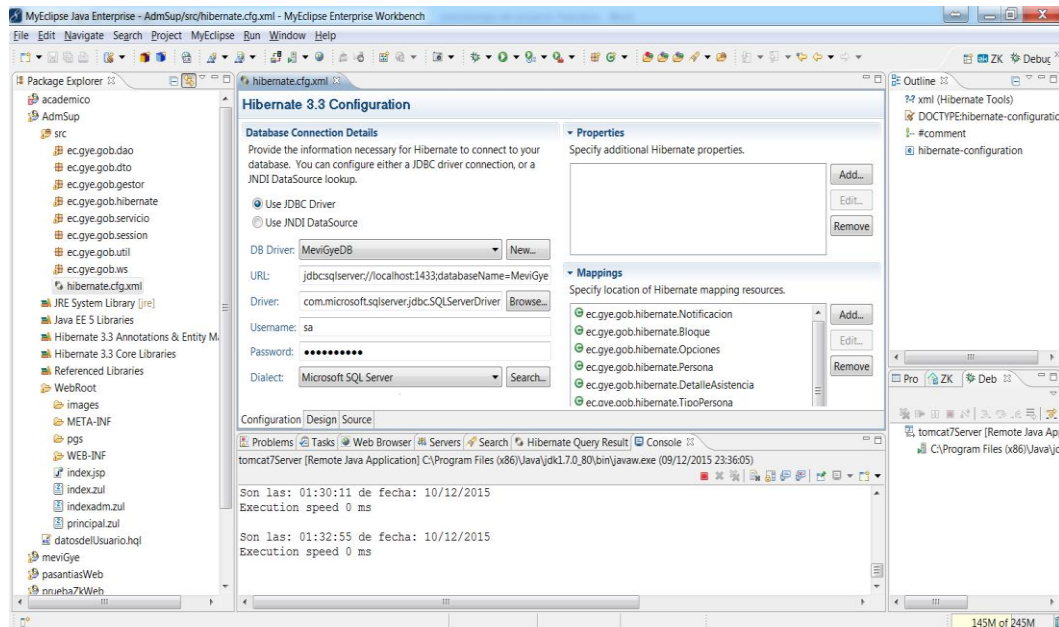 MyEclipse Java Enterprise - AdmSup/src/hibernate.cfg.xml - MyEclipse Enterprise Workbench
File Edit Navigate Search Project MyEclipse Run Window Help
ZK Debug
Package Explorer
academico
AdmSup
src
ec.gye.gob.dao
ec.gye.gob.dto
ec.gye.gob.gestor
ec.gye.gob.hibernate
ec.gye.gob.servicio
ec.gye.gob.session
ec.gye.gob.util
ec.gye.gob.ws
hibernate.cfg.xml
JRE System Library [jre]
Java EE 5 Libraries
Hibernate 3.3 Annotations & Entity Ma
Hibernate 3.3 Core Libraries
Referenced Libraries
WebRoot
images
META-INF
pgs
WEB-INF
index.jsp
index.zul
indexadm.zul
principal.zul
datosdelUsuario.hql
meviGye
pasantiasWeb
pruebaZkWeb
hibernate.cfg.xml
Hibernate 3.3 Configuration
Database Connection Details
Provide the information necessary for Hibernate to connect to your
database. You can configure either a JDBC driver connection, or a
JNDI DataSource lookup.
Use JDBC Driver
Use JNDI DataSource
DB Driver: MeviGyeDB New...
URL: jdbc:sqlserver://localhost:1433;databaseName=MeviGye
Driver: com.microsoft.sqlserver.jdbc.SQLServerDriver Browse...
Username: sa
Password: ●●●●●●●●●●
Dialect: Microsoft SQL Server Search...
Properties
Specify additional Hibernate properties.
Add...
Edit...
Remove
Mappings
Specify location of Hibernate mapping resources.
ec.gye.gob.hibernate.Notificacion
ec.gye.gob.hibernate.Bloque
ec.gye.gob.hibernate.Opciones
ec.gye.gob.hibernate.Persona
ec.gye.gob.hibernate.DetalleAsistencia
ec.gye.gob.hibernate.TipoPersona
Add...
Edit...
Remove
Configuration Design Source
Problems Tasks Web Browser Servers Search Hibernate Query Result Console
tomcat7Server [Remote Java Application] C:\Program Files (x86)\Java\jdk1.7.0_80\bin\javaw.exe (09/12/2015 23:36:05)
Son las: 01:30:11 de fecha: 10/12/2015
Execution speed 0 ms
Son las: 01:32:55 de fecha: 10/12/2015
Execution speed 0 ms
Outline
?-? xml (Hibernate Tools)
DOCTYPE:hibernate-configuratio
#comment
hibernate-configuration
Pro ZK Deb
tomcat7Server [Remote Java Ap
C:\Program Files (x86)\Java\jd
145M of 245M